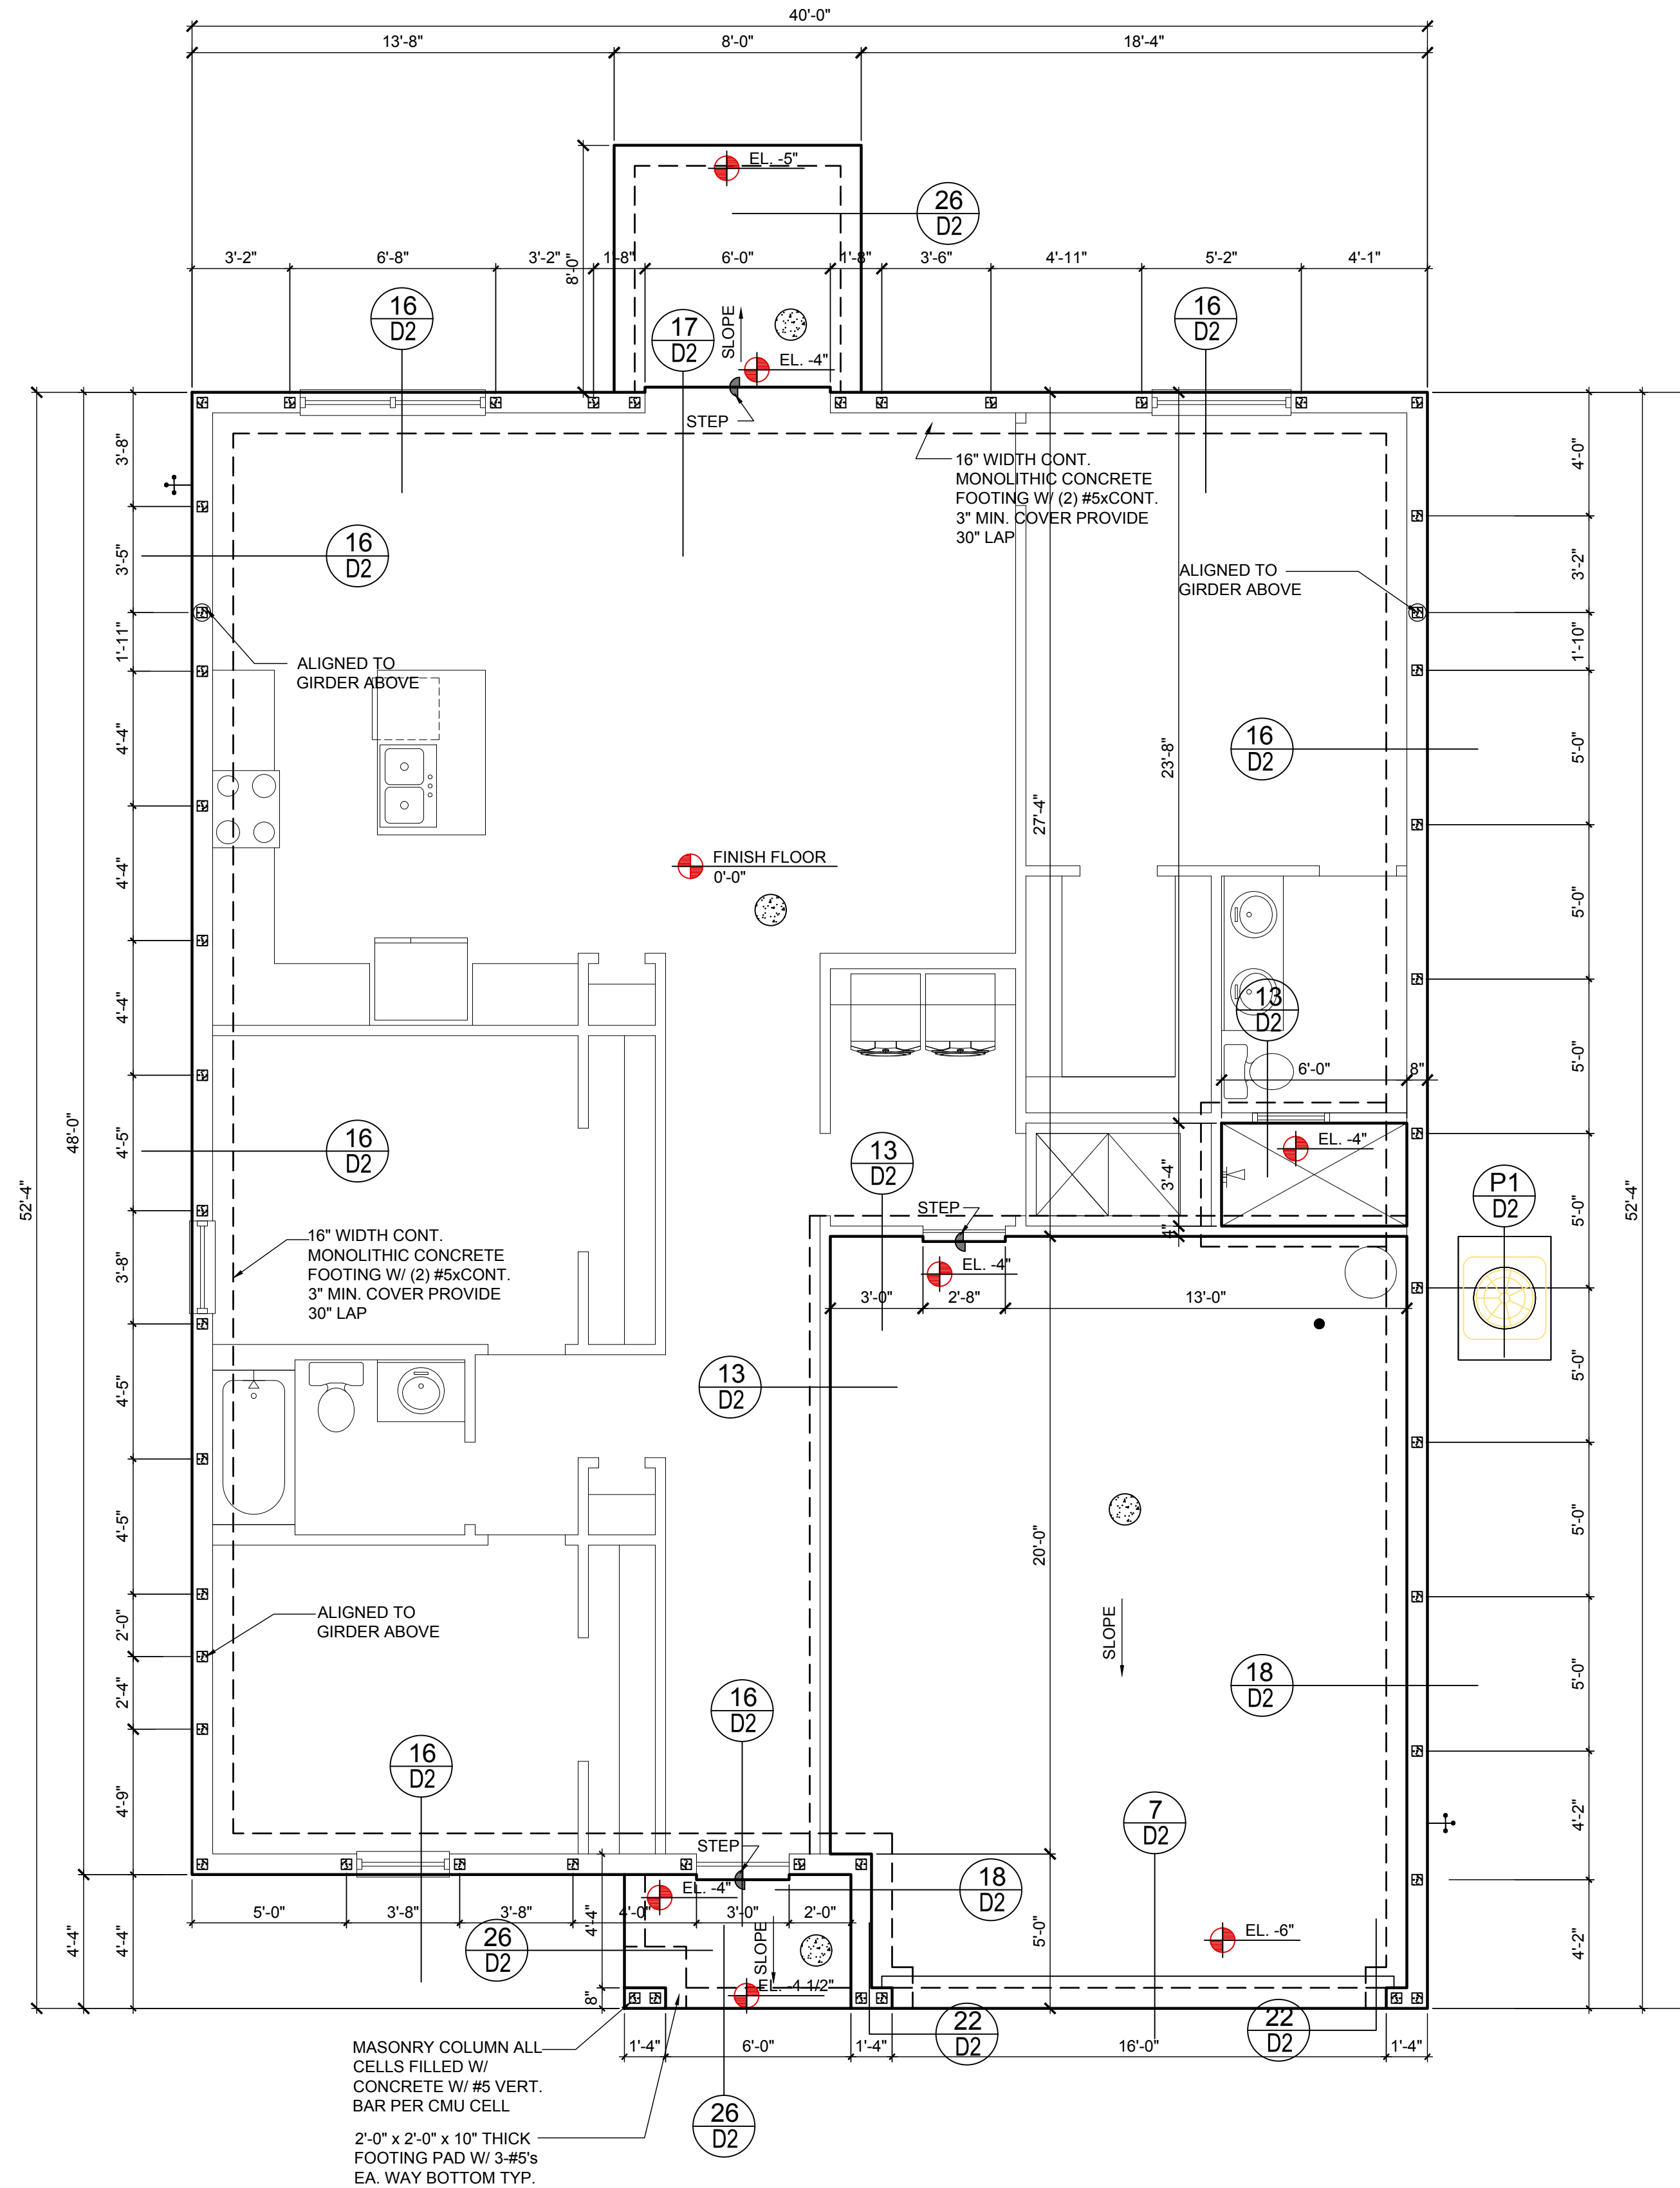 40'-0"
13'-8"
8'-0"
18'-4"
EL. -5"
26
D2
3'-2"
6'-8"
3'-2"
1'-8"
6'-0"
1'-8"
3'-6"
4'-11"
5'-2"
4'-1"
8'-0"
16
D2
17
D2
SLOPE
16
D2
EL. -4"
STEP
16" WIDTH CONT.
MONOLITHIC CONCRETE
FOOTING W/ (2) #5xCONT.
3" MIN. COVER PROVIDE
30" LAP
3'-8"
4'-0"
16
D2
3'-5"
3'-2"
ALIGNED TO
GIRDER ABOVE
1'-11"
1'-10"
ALIGNED TO
GIRDER ABOVE
4'-4"
16
D2
23'-8"
5'-0"
27'-4"
FINISH FLOOR
0'-0"
4'-4"
5'-0"
4'-4"
13
D2
5'-0"
6'-0"
8"
48'-0"
4'-5"
16
D2
13
D2
EL. -4"
3'-4"
P1
D2
52'-4"
52'-4"
5'-0"
STEP
4"
16" WIDTH CONT.
MONOLITHIC CONCRETE
FOOTING W/ (2) #5xCONT.
3" MIN. COVER PROVIDE
30" LAP
3'-8"
EL. -4"
3'-0"
2'-8"
13'-0"
13
D2
4'-5"
5'-0"
4'-5"
20'-0"
5'-0"
ALIGNED TO
GIRDER ABOVE
2'-0"
SLOPE
2'-4"
18
D2
5'-0"
16
D2
16
D2
4'-9"
7
D2
4'-2"
STEP
EL. -4"
18
D2
5'-0"
3'-8"
3'-8"
4'-0"
3'-0"
2'-0"
4'-4"
4'-4"
4'-4"
26
D2
SLOPE
5'-0"
EL. -6"
4'-2"
EL. -4 1/2"
8"
22
D2
22
D2
1'-4"
6'-0"
1'-4"
16'-0"
1'-4"
MASONRY COLUMN ALL
CELLS FILLED W/
CONCRETE W/ #5 VERT.
BAR PER CMU CELL
26
D2
2'-0" x 2'-0" x 10" THICK
FOOTING PAD W/ 3-#5's
EA. WAY BOTTOM TYP.